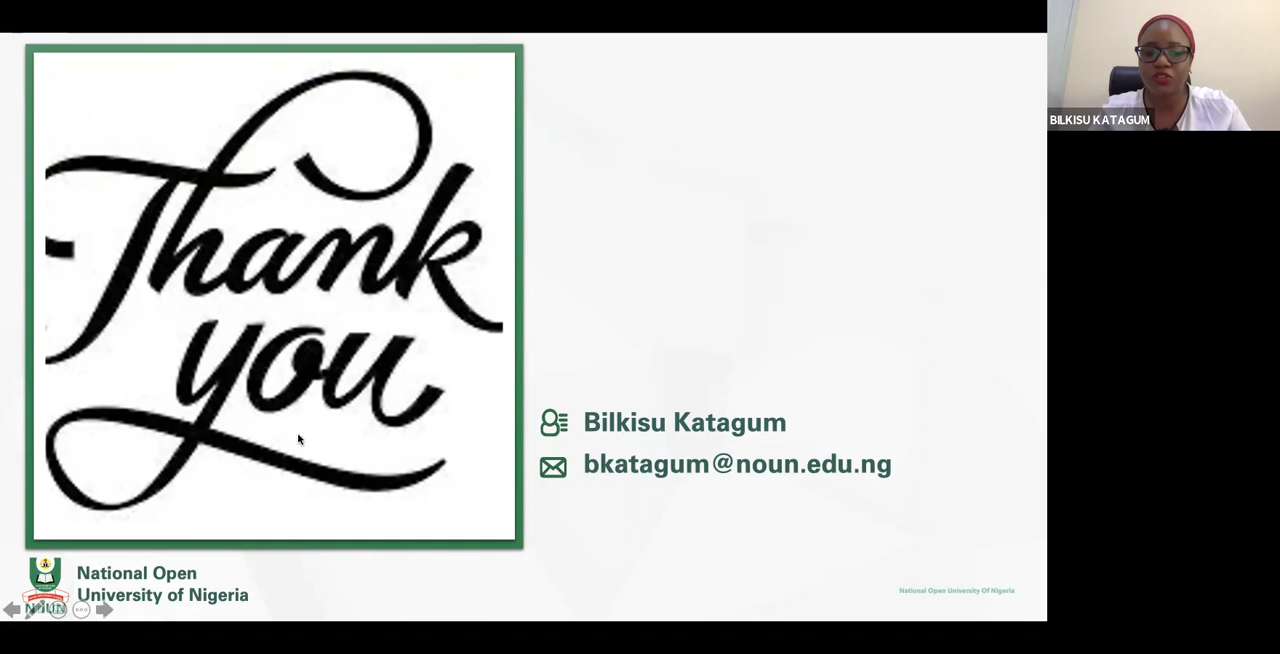 Thank
you
Bilkisu Katagum
bkatagum@noun.edu.ng
National Open
University of Nigeria
NOUN
National Open University Of Nigeria
BILKISU KATAGUM